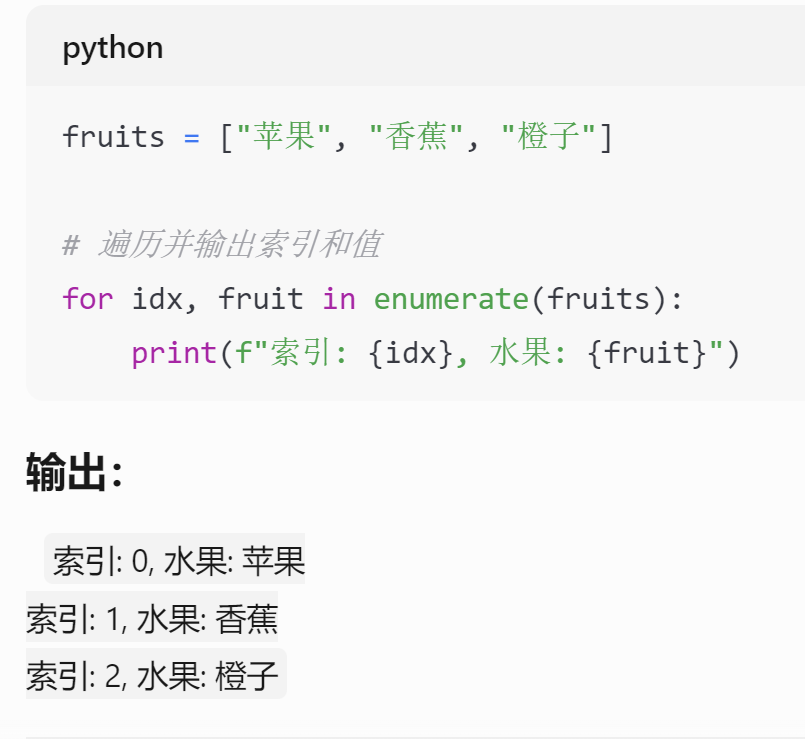 python
fruits = ["苹果", "香蕉", "橙子"]
# 遍历并输出索引和值
for idx, fruit in enumerate(fruits):
    print(f"索引: {idx}, 水果: {fruit}")
输出：
索引: 0, 水果: 苹果
索引: 1, 水果: 香蕉
索引: 2, 水果: 橙子